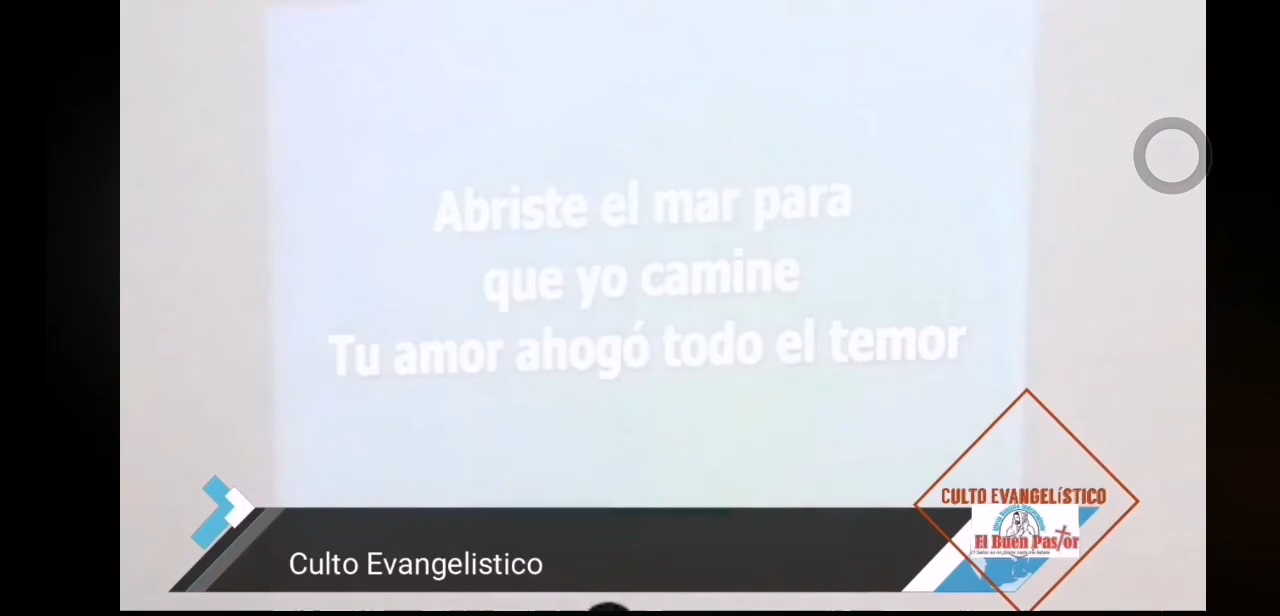 Abriste el mar para
que yo camine
Tu amor ahogó todo el temor
CULTO EVANGELíSTICO
El Buen Pastor
Culto Evangelistico